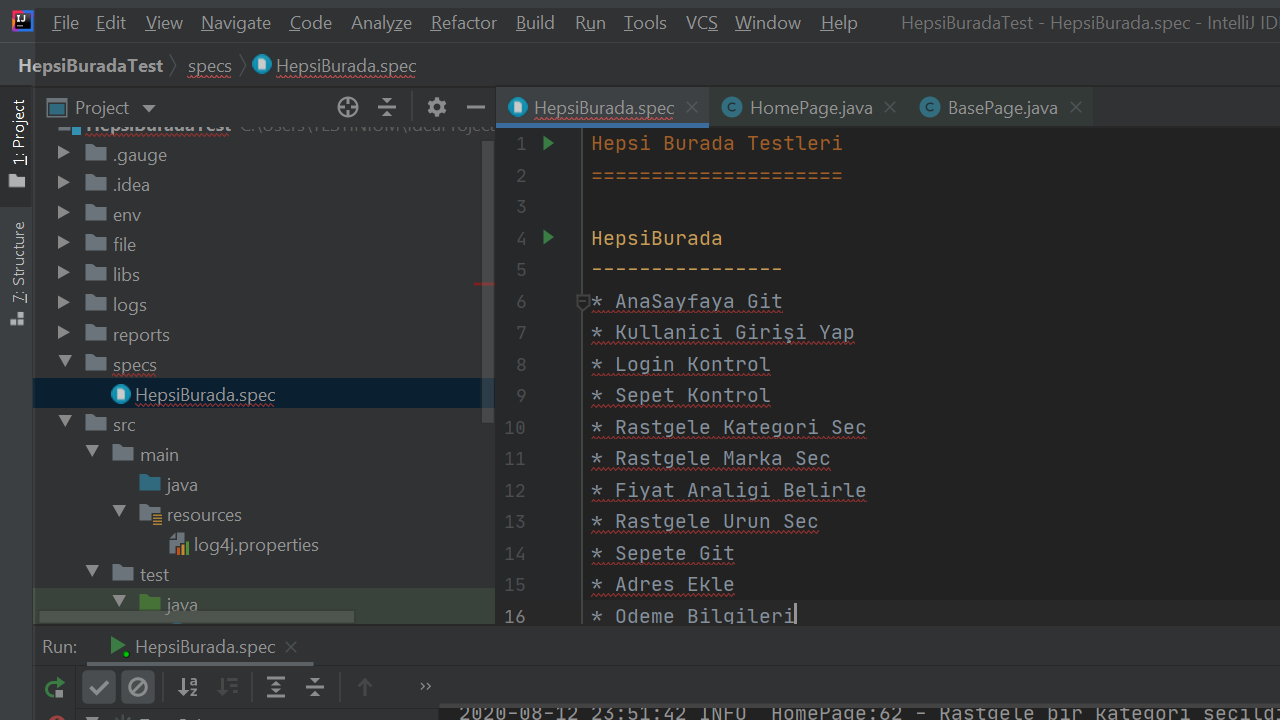 File Edit View Navigate Code Analyze Refactor Build Run Tools VCS Window Help HepsiBuradaTest - HepsiBurada.spec - IntelliJ ID
HepsiBuradaTest specs HepsiBurada.spec
1: Project
7: Structure
Project
HepsiBuradaTest C:\Users\TESTINIUM\IdeaProject
.gauge
.idea
env
file
libs
logs
reports
specs
HepsiBurada.spec
src
main
java
resources
log4j.properties
test
java
HepsiBurada.spec HomePage.java BasePage.java
1 Hepsi Burada Testleri
2 =====================
3
4 HepsiBurada
5 ----------------
6 * AnaSayfaya Git
7 * Kullanici Girişi Yap
8 * Login Kontrol
9 * Sepet Kontrol
10 * Rastgele Kategori Sec
11 * Rastgele Marka Sec
12 * Fiyat Araligi Belirle
13 * Rastgele Urun Sec
14 * Sepete Git
15 * Adres Ekle
16 * Odeme Bilgileri
Run: HepsiBurada.spec
2020-08-12 23:51:42 INFO HomePage:62 - Rastgele bir kategori secild